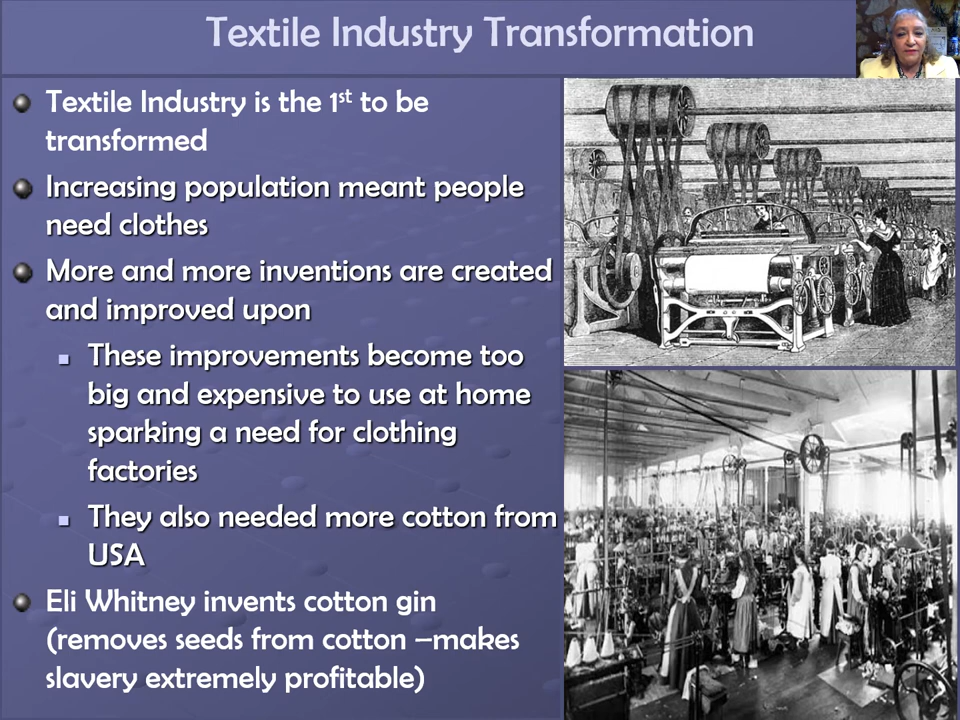 Textile Industry Transformation
Textile Industry is the 1st to be
transformed
Increasing population meant people
need clothes
More and more inventions are created
and improved upon
These improvements become too
big and expensive to use at home
sparking a need for clothing
factories
They also needed more cotton from
USA
Eli Whitney invents cotton gin
(removes seeds from cotton –makes
slavery extremely profitable)